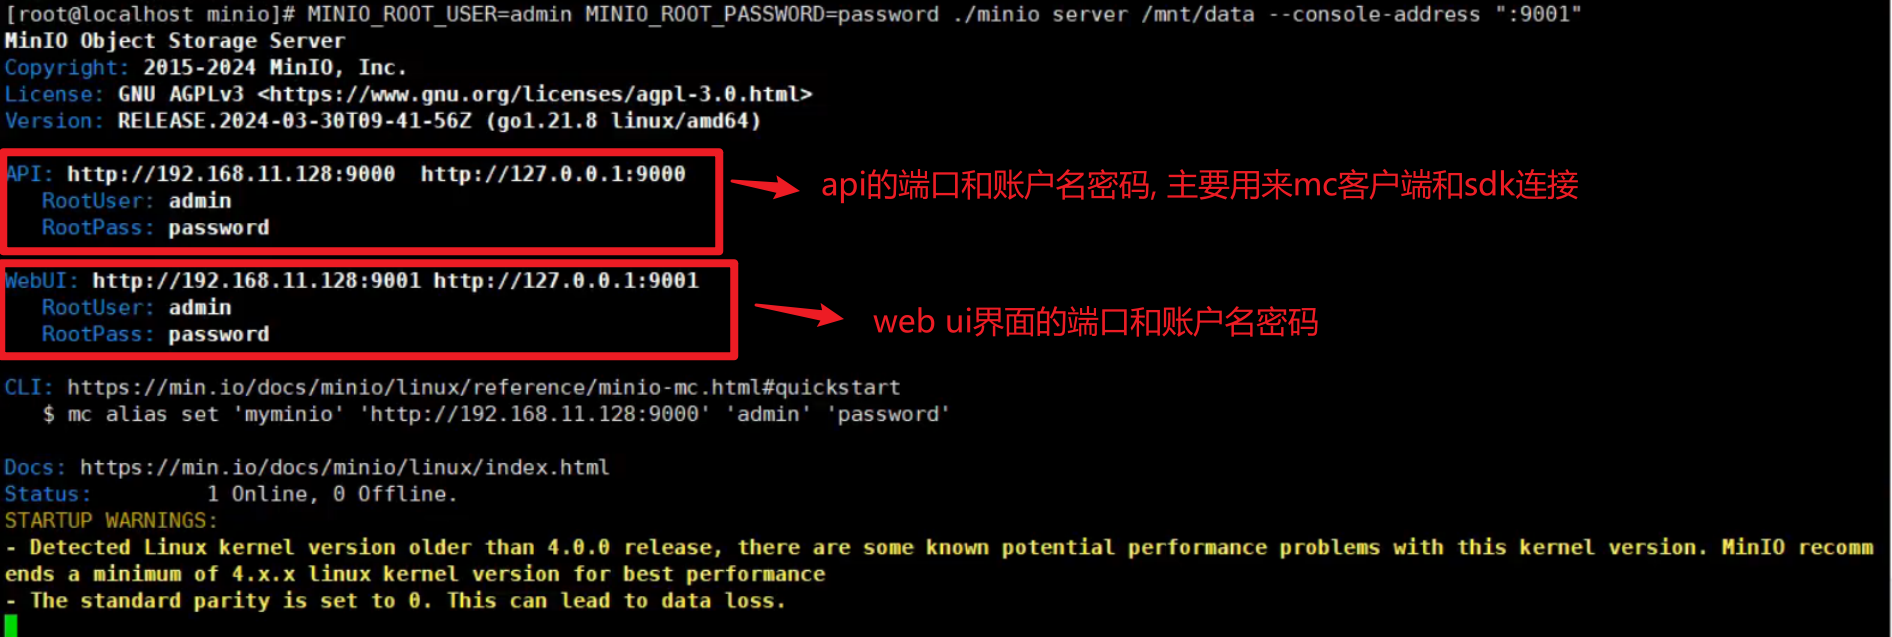 [root@localhost minio]# MINIO_ROOT_USER=admin MINIO_ROOT_PASSWORD=password ./minio server /mnt/data --console-address ":9001"
MinIO Object Storage Server
Copyright: 2015-2024 MinIO, Inc.
License: GNU AGPLv3 <https://www.gnu.org/licenses/agpl-3.0.html>
Version: RELEASE.2024-03-30T09-41-56Z (go1.21.8 linux/amd64)
API: http://192.168.11.128:9000  http://127.0.0.1:9000
api的端口和账户名密码, 主要用来mc客户端和sdk连接
RootUser: admin
RootPass: password
WebUI: http://192.168.11.128:9001 http://127.0.0.1:9001
RootUser: admin
web ui界面的端口和账户名密码
RootPass: password
CLI: https://min.io/docs/minio/linux/reference/minio-mc.html#quickstart
$ mc alias set 'myminio' 'http://192.168.11.128:9000' 'admin' 'password'
Docs: https://min.io/docs/minio/linux/index.html
Status:         1 Online, 0 Offline.
STARTUP WARNINGS:
- Detected Linux kernel version older than 4.0.0 release, there are some known potential performance problems with this kernel version. MinIO recomm
ends a minimum of 4.x.x linux kernel version for best performance
- The standard parity is set to 0. This can lead to data loss.